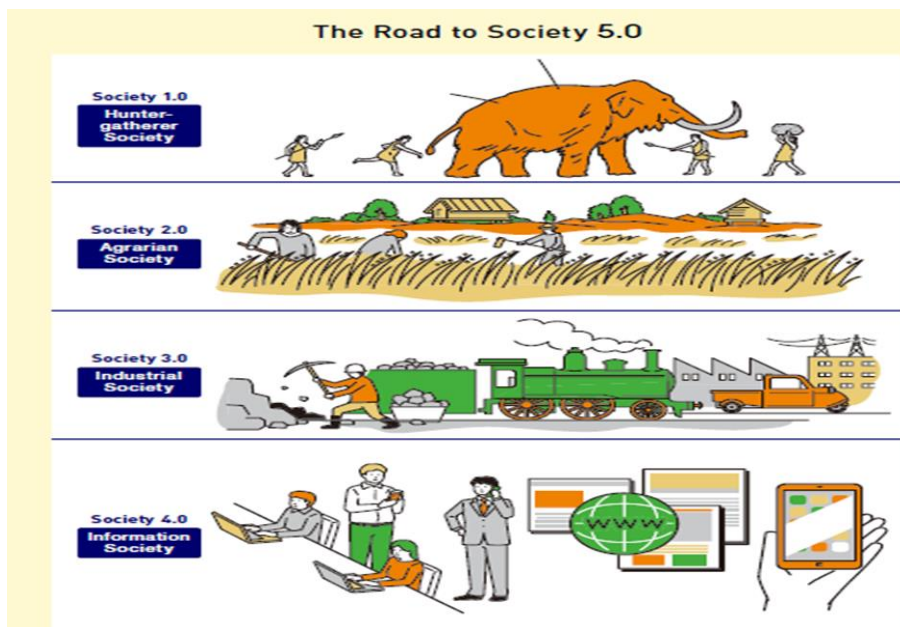 The Road to Society 5.0
Society 1.0
Hunter-
gatherer
Society
Society 2.0
Agrarian
Society
Society 3.0
Industrial
Society
Society 4.0
Information
Society
WWW